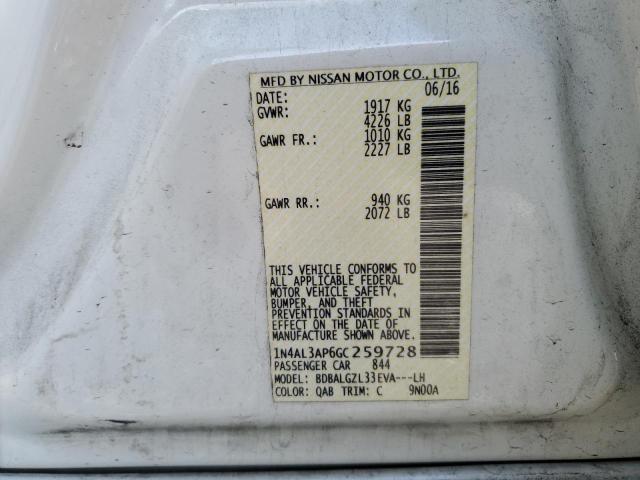 MFD BY NISSAN MOTOR CO., LTD.
DATE: 06/16
GVWR: 1917 KG
4226 LB
GAWR FR.: 1010 KG
2227 LB
GAWR RR.: 940 KG
2072 LB
THIS VEHICLE CONFORMS TO
ALL APPLICABLE FEDERAL
MOTOR VEHICLE SAFETY,
BUMPER, AND THEFT
PREVENTION STANDARDS IN
EFFECT ON THE DATE OF
MANUFACTURE SHOWN ABOVE.
1N4AL3AP6GC259728
PASSENGER CAR 844
MODEL: BDBALGZL33EVA---LH
COLOR: QAB TRIM: C 9N00A